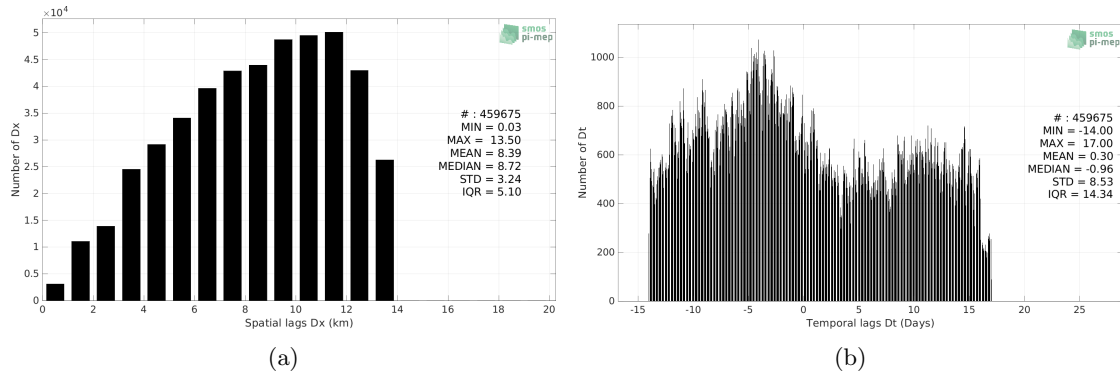 ×10⁴
5
4.5
4
3.5
3
2.5
2
1.5
1
0.5
0
Number of Dx
0 2 4 6 8 10 12 14 16 18 20
Spatial lags Dx (km)
smos
pi-mep
# : 459675
MIN = 0.03
MAX = 13.50
MEAN = 8.39
MEDIAN = 8.72
STD = 3.24
IQR = 5.10
(a)
1000
800
600
400
200
0
Number of Dt
-15 -10 -5 0 5 10 15 20 25
Temporal lags Dt (Days)
smos
pi-mep
# : 459675
MIN = -14.00
MAX = 17.00
MEAN = 0.30
MEDIAN = -0.96
STD = 8.53
IQR = 14.34
(b)